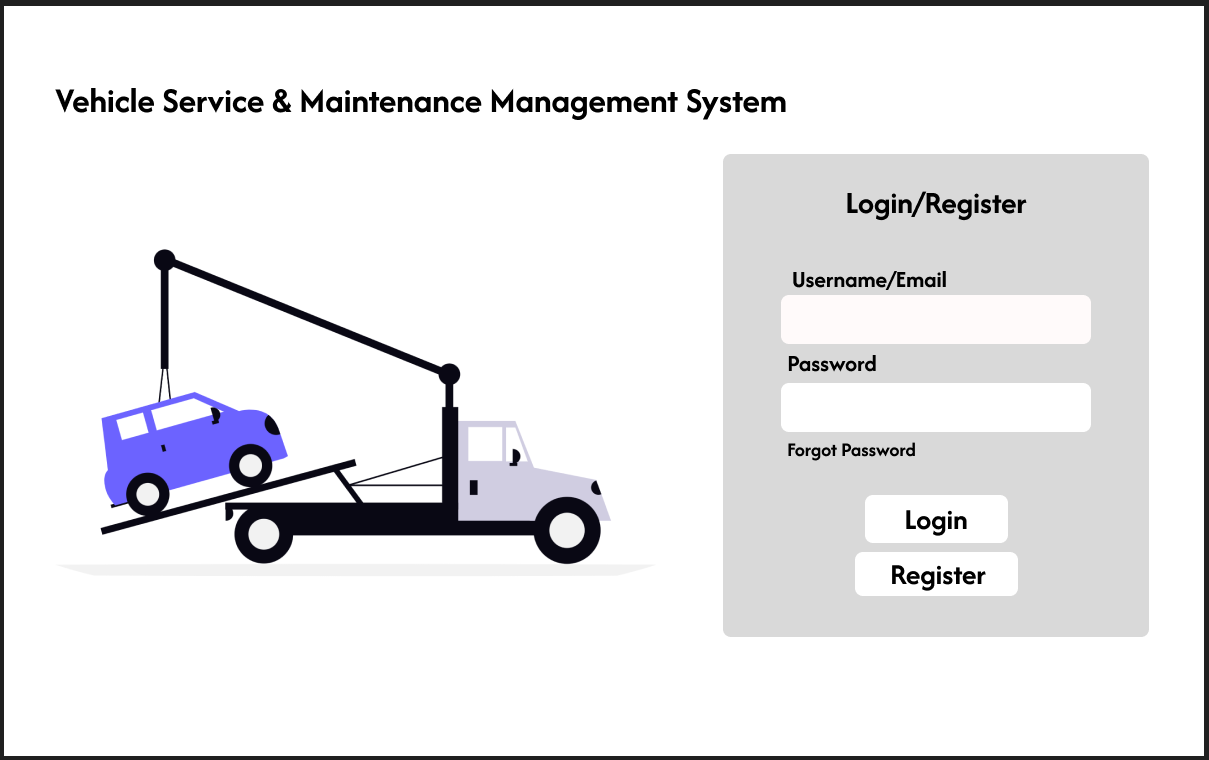 Vehicle Service & Maintenance Management System
Login/Register
Username/Email
Password
Forgot Password
Login
Register